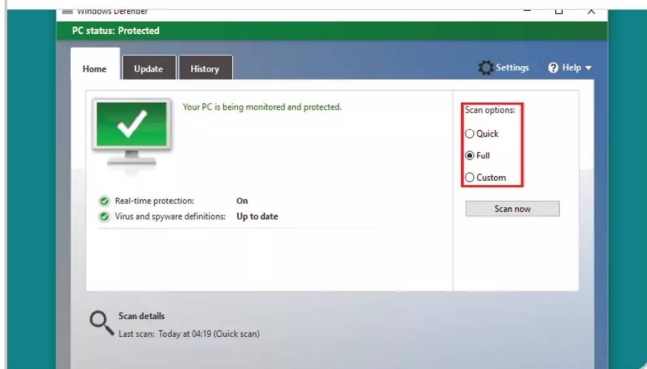 Windows Defender
PC status: Protected
Home Update History Settings ? Help
Your PC is being monitored and protected.
Scan options:
Quick
Full
Custom
Real-time protection: On
Virus and spyware definitions: Up to date
Scan now
Scan details
Last scan: Today at 04:19 (Quick scan)